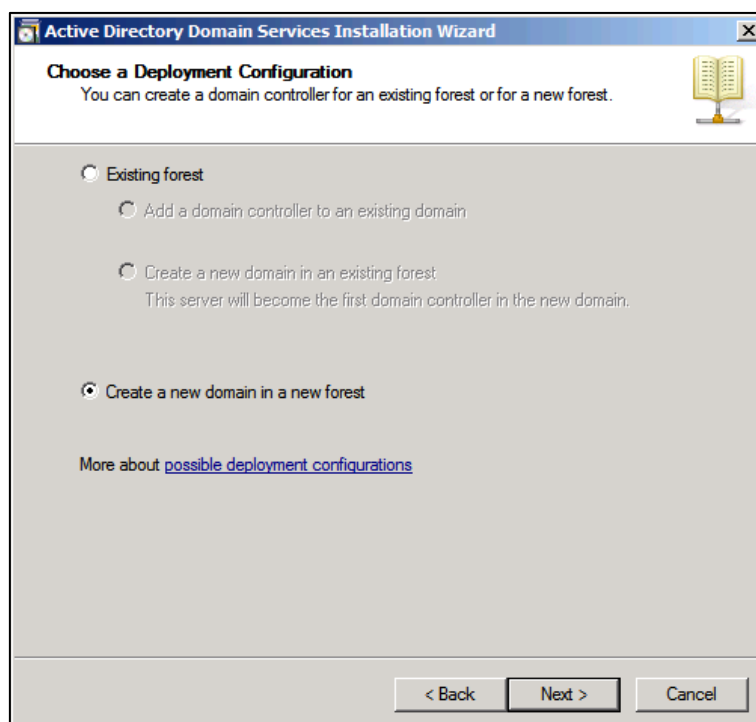 Active Directory Domain Services Installation Wizard
Choose a Deployment Configuration
You can create a domain controller for an existing forest or for a new forest.
Existing forest
Add a domain controller to an existing domain
Create a new domain in an existing forest
This server will become the first domain controller in the new domain.
Create a new domain in a new forest
More about possible deployment configurations
< Back Next > Cancel